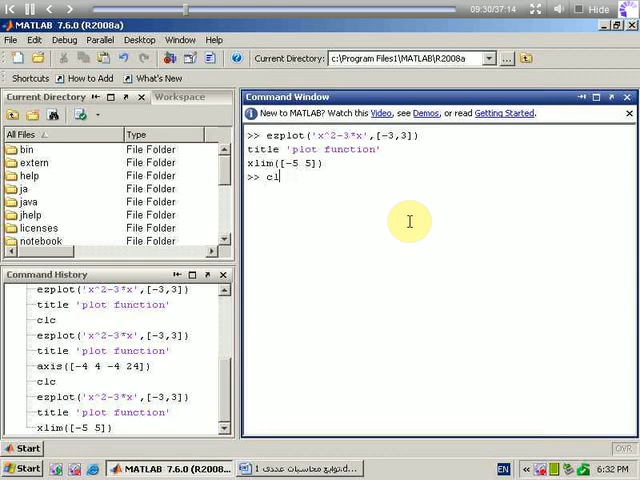 09:30/37:14
Hide
MATLAB 7.6.0 (R2008a)
File Edit Debug Parallel Desktop Window Help
Current Directory: c:\Program Files1\MATLAB\R2008a
Shortcuts How to Add What's New
Current Directory Workspace
All Files Type
bin File Folder
extern File Folder
help File Folder
ja File Folder
java File Folder
jhelp File Folder
licenses File Folder
notebook File Folder
Command History
ezplot('x^2-3*x',[-3,3])
title 'plot function'
clc
ezplot('x^2-3*x',[-3,3])
title 'plot function'
axis([-4 4 -4 24])
clc
ezplot('x^2-3*x',[-3,3])
title 'plot function'
xlim([-5 5])
Command Window
New to MATLAB? Watch this Video, see Demos, or read Getting Started.
>> ezplot('x^2-3*x',[-3,3])
title 'plot function'
xlim([-5 5])
>> cl
Start
OVR
Start
MATLAB 7.6.0 (R2008...
توابع محاسبات عددی 1.d...
EN
6:32 PM